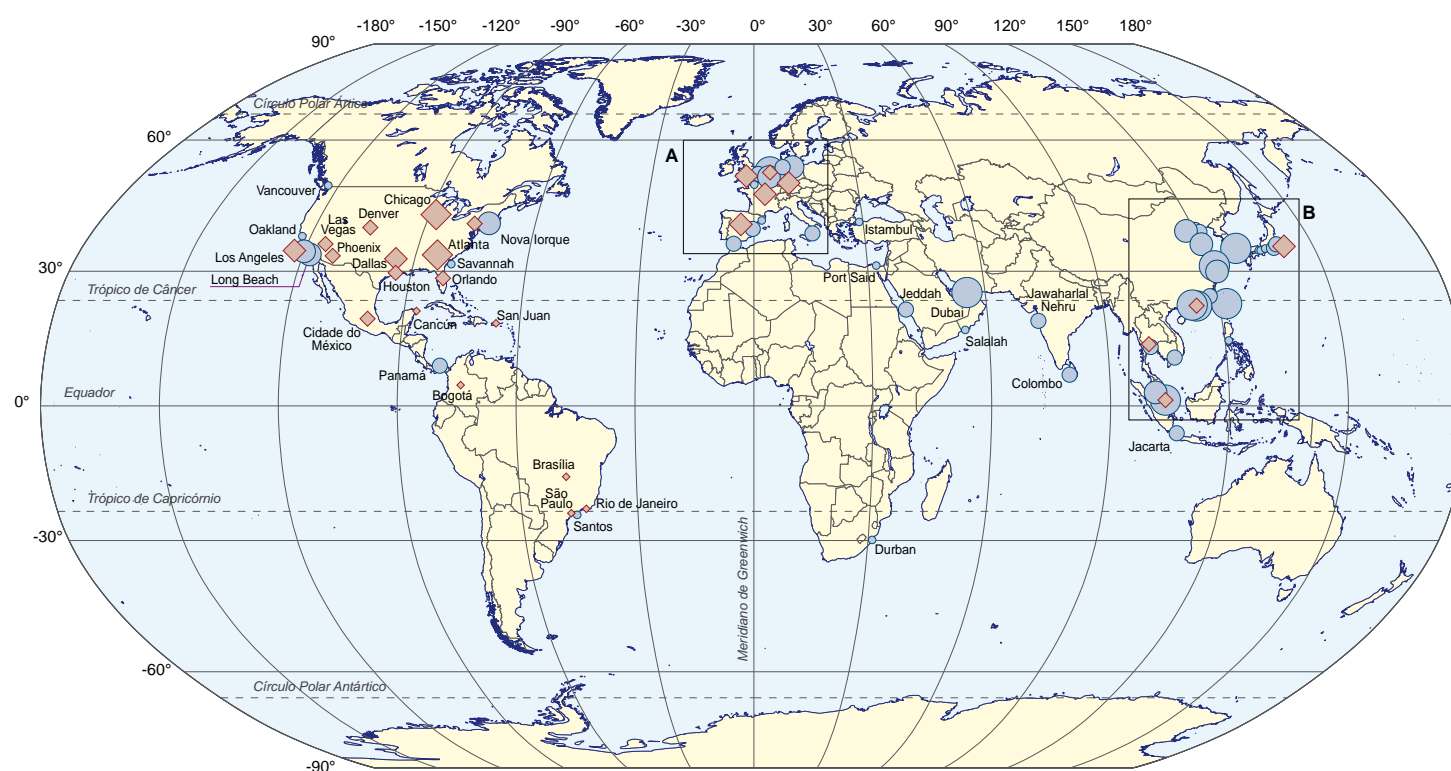 -180° -150° -120° -90° -60° -30° 0° 30° 60° 90° 120° 150° 180°
90°
Círculo Polar Ártico
60°
A
Vancouver
Chicago
Denver
Las
Vegas
Oakland
B
Nova Iorque
Istambul
Phoenix
Atlanta
Los Angeles
Dallas
Savannah
Long Beach
Houston
Orlando
Port Said
30°
Trópico de Câncer
Jeddah
Dubai
Jawaharlal
Nehru
Cancún
San Juan
Cidade do
México
Salalah
Panamá
Colombo
Bogotá
Equador
0°
Jacarta
Brasília
São
Paulo
Rio de Janeiro
Santos
Trópico de Capricórnio
-30°
Durban
Meridiano de Greenwich
-60°
Círculo Polar Antártico
-90°